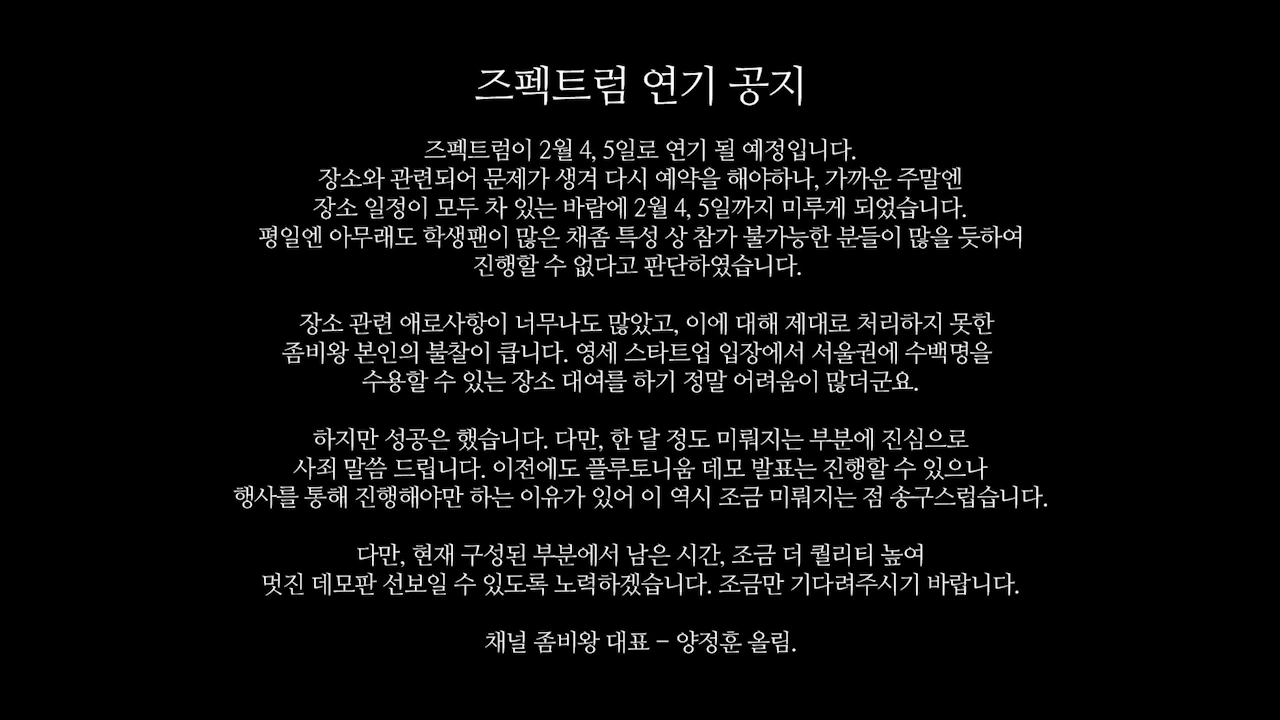 즈펙트럼 연기 공지
즈펙트럼이 2월 4, 5일로 연기 될 예정입니다.
장소와 관련되어 문제가 생겨 다시 예약을 해야하나, 가까운 주말엔
장소 일정이 모두 차 있는 바람에 2월 4, 5일까지 미루게 되었습니다.
평일엔 아무래도 학생팬이 많은 채좀 특성 상 참가 불가능한 분들이 많을 듯하여
진행할 수 없다고 판단하였습니다.
장소 관련 애로사항이 너무나도 많았고, 이에 대해 제대로 처리하지 못한
좀비왕 본인의 불찰이 큽니다. 영세 스타트업 입장에서 서울권에 수백명을
수용할 수 있는 장소 대여를 하기 정말 어려움이 많더군요.
하지만 성공은 했습니다. 다만, 한 달 정도 미뤄지는 부분에 진심으로
사죄 말씀 드립니다. 이전에도 플루토니움 데모 발표는 진행할 수 있으나
행사를 통해 진행해야만 하는 이유가 있어 이 역시 조금 미뤄지는 점 송구스럽습니다.
다만, 현재 구성된 부분에서 남은 시간, 조금 더 퀄리티 높여
멋진 데모판 선보일 수 있도록 노력하겠습니다. 조금만 기다려주시기 바랍니다.
채널 좀비왕 대표 - 양정훈 올림.